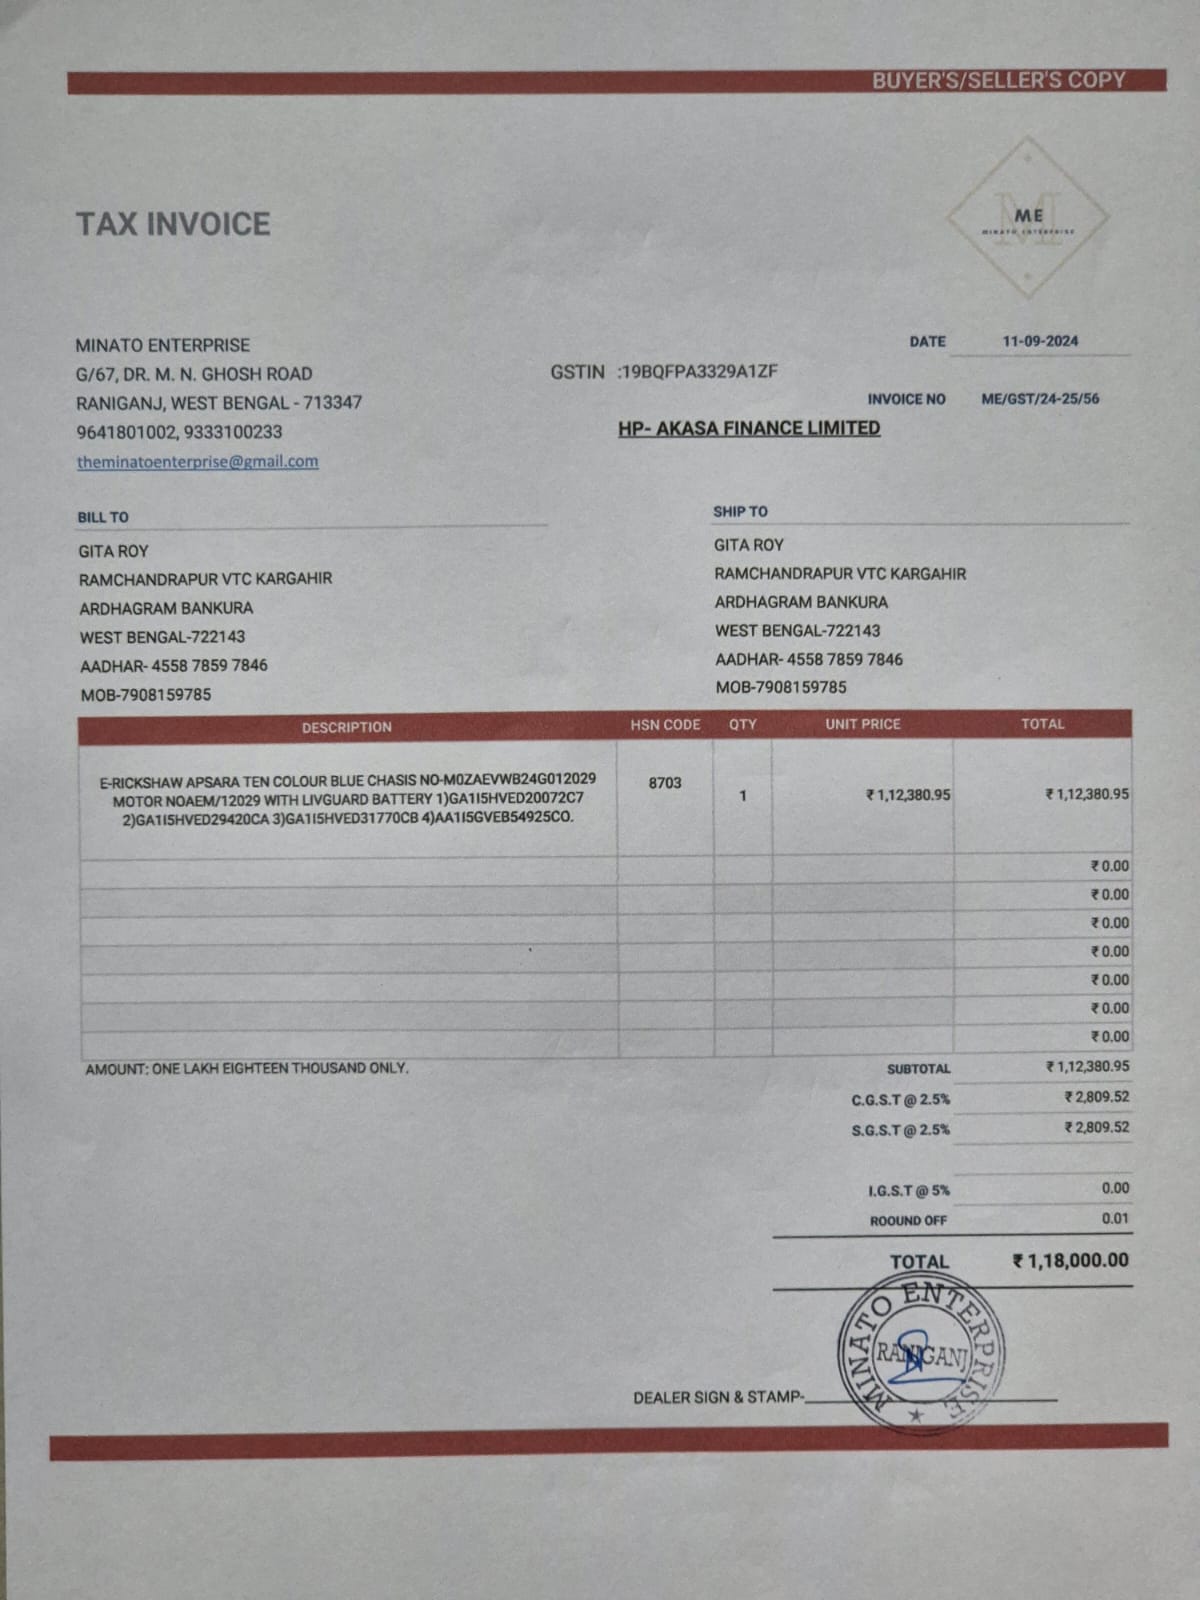 BUYER'S/SELLER'S COPY
ME
MINATO ENTERPRISE
TAX INVOICE
MINATO ENTERPRISE
G/67, DR. M. N. GHOSH ROAD
RANIGANJ, WEST BENGAL - 713347
9641801002, 9333100233
theminatoenterprise@gmail.com
GSTIN :19BQFPA3329A1ZF
HP- AKASA FINANCE LIMITED
DATE 11-09-2024
INVOICE NO ME/GST/24-25/56
BILL TO
GITA ROY
RAMCHANDRAPUR VTC KARGAHIR
ARDHAGRAM BANKURA
WEST BENGAL-722143
AADHAR- 4558 7859 7846
MOB-7908159785
SHIP TO
GITA ROY
RAMCHANDRAPUR VTC KARGAHIR
ARDHAGRAM BANKURA
WEST BENGAL-722143
AADHAR- 4558 7859 7846
MOB-7908159785
DESCRIPTION HSN CODE QTY UNIT PRICE TOTAL
E-RICKSHAW APSARA TEN COLOUR BLUE CHASIS NO-M0ZAEVWB24G012029
MOTOR NOAEM/12029 WITH LIVGUARD BATTERY 1)GA1I5HVED20072C7
2)GA1I5HVED29420CA 3)GA1I5HVED31770CB 4)AA1I5GVEB54925CO.
8703 1 ₹ 1,12,380.95 ₹ 1,12,380.95
₹ 0.00
₹ 0.00
₹ 0.00
₹ 0.00
₹ 0.00
₹ 0.00
₹ 0.00
AMOUNT: ONE LAKH EIGHTEEN THOUSAND ONLY.
SUBTOTAL ₹ 1,12,380.95
C.G.S.T @ 2.5% ₹ 2,809.52
S.G.S.T @ 2.5% ₹ 2,809.52
I.G.S.T @ 5% 0.00
ROOUND OFF 0.01
TOTAL ₹ 1,18,000.00
MINATO ENTERPRISE
RANIGANJ
DEALER SIGN & STAMP-